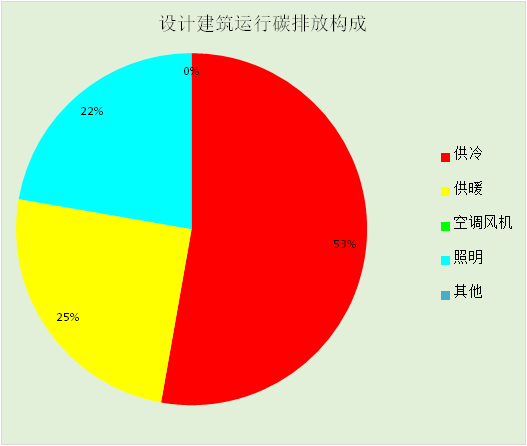 设计建筑运行碳排放构成
0%
22%
53%
25%
供冷
供暖
空调风机
照明
其他